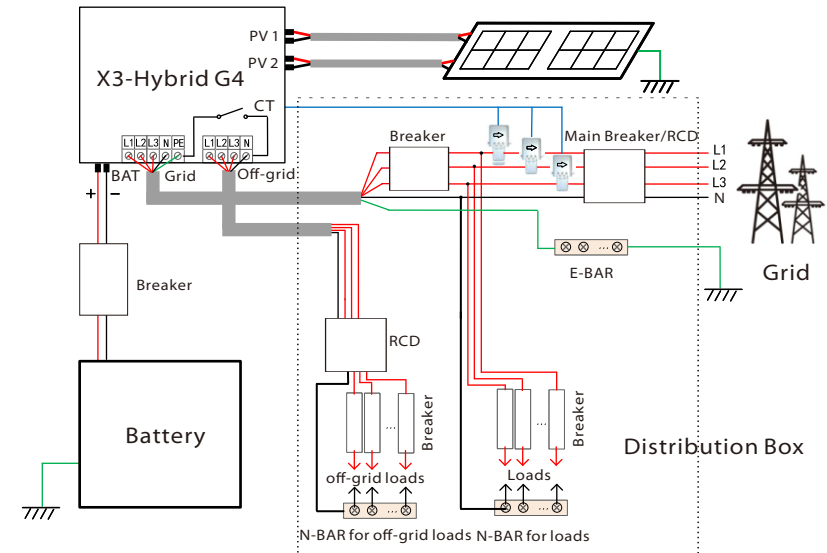 PV 1
PV 2
X3-Hybrid G4
CT
L1 L2 L3 N PE
L1 L2 L3 N
BAT
Grid
Off-grid
+
−
Breaker
Battery
Breaker
Main Breaker/RCD
L1
L2
L3
N
E-BAR
Grid
RCD
...
Breaker
off-grid loads
...
N-BAR for off-grid loads
...
Breaker
Loads
...
N-BAR for loads
Distribution Box